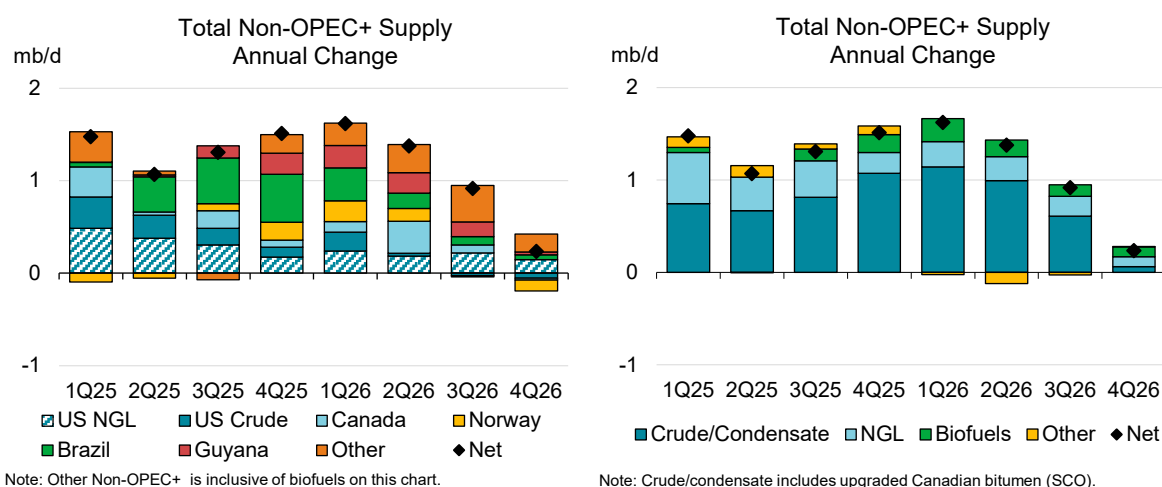 Total Non-OPEC+ Supply
Annual Change
mb/d
2
1
0
-1
1Q25 2Q25 3Q25 4Q25 1Q26 2Q26 3Q26 4Q26
US NGL US Crude Canada Norway
Brazil Guyana Other Net
Note: Other Non-OPEC+ is inclusive of biofuels on this chart.
Total Non-OPEC+ Supply
Annual Change
mb/d
2
1
0
-1
1Q25 2Q25 3Q25 4Q25 1Q26 2Q26 3Q26 4Q26
Crude/Condensate NGL Biofuels Other Net
Note: Crude/condensate includes upgraded Canadian bitumen (SCO).